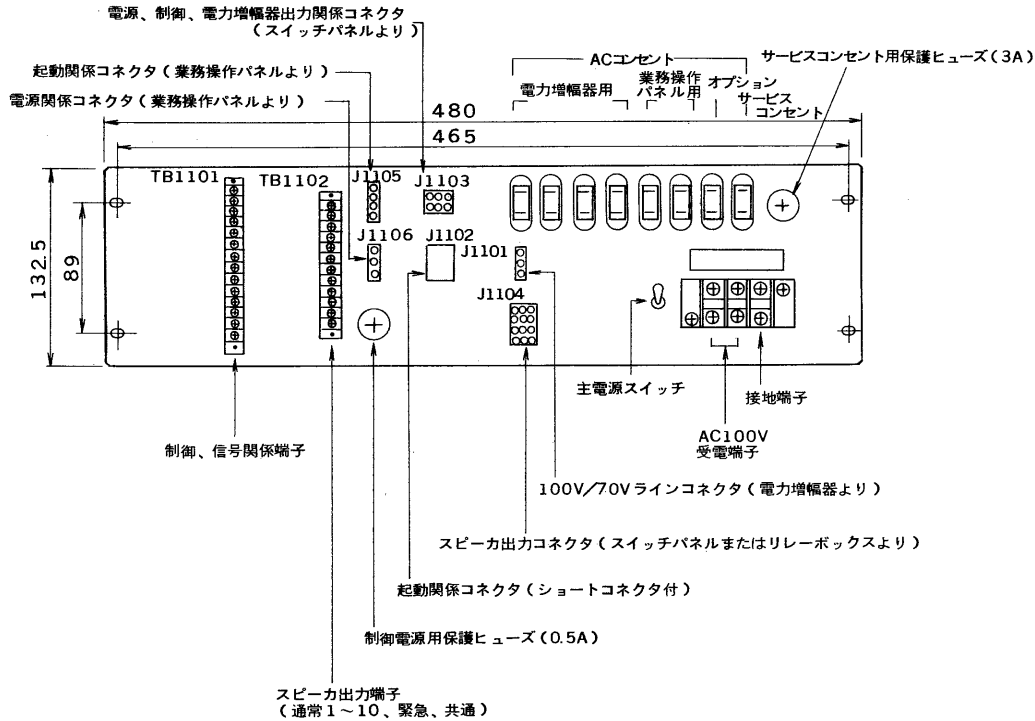 電源、制御、電力増幅器出力関係コネクタ
(スイッチパネルより)
起動関係コネクタ(業務操作パネルより)
電源関係コネクタ(業務操作パネルより)
ACコンセント
サービスコンセント用保護ヒューズ(3A)
電力増幅器用
業務操作
パネル用
オプション
サービス
コンセント
480
465
TB1101
TB1102
J1105
J1103
J1106
J1102
J1101
J1104
132.5
89
主電源スイッチ
接地端子
AC100V
受電端子
制御、信号関係端子
100V/70Vラインコネクタ(電力増幅器より)
スピーカ出力コネクタ(スイッチパネルまたはリレーボックスより)
起動関係コネクタ(ショートコネクタ付)
制御電源用保護ヒューズ(0.5A)
スピーカ出力端子
(通常1~10、緊急、共通)